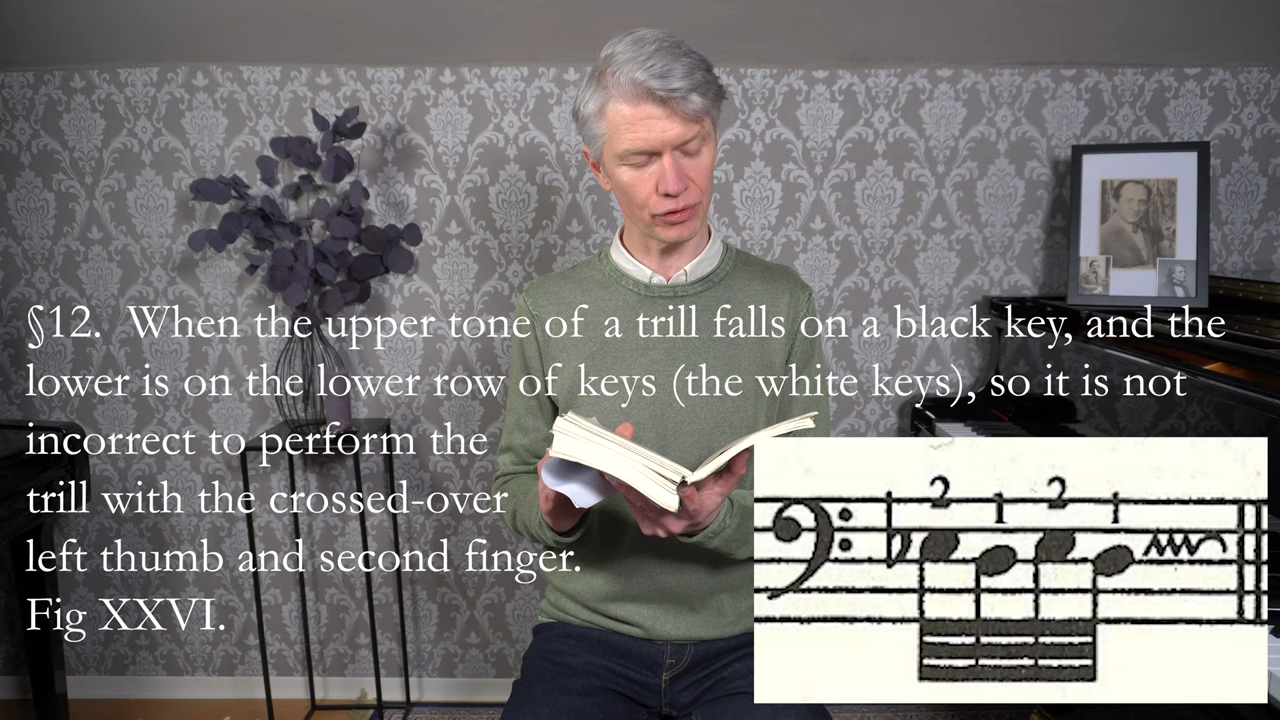 §12. When the upper tone of a trill falls on a black key, and the
lower is on the lower row of keys (the white keys), so it is not
incorrect to perform the
trill with the crossed-over
left thumb and second finger.
Fig XXVI.
2 1 2 1